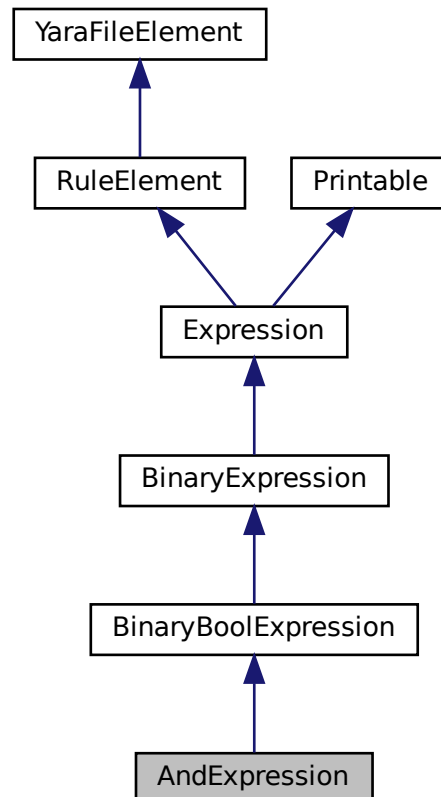 YaraFileElement
RuleElement
Printable
Expression
BinaryExpression
BinaryBoolExpression
AndExpression